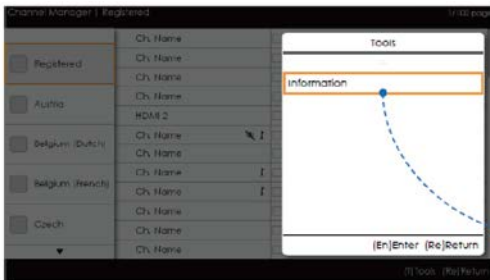 Channel Manager | Registered
1/100 page
Registered
Austria
Belgium (Dutch)
Belgium (French)
Czech
Ch. Name
Ch. Name
Ch. Name
Ch. Name
HDMI 2
Ch. Name
Ch. Name
Ch. Name
Ch. Name
Ch. Name
Ch. Name
Ch. Name
Tools
Information
(En)Enter (Re)Return
(T)Tools (Re)Return